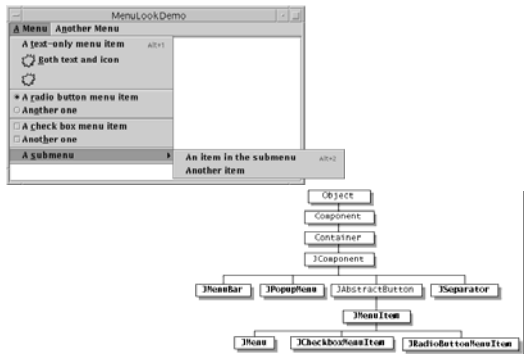 MenuLookDemo
A Menu Another Menu
A text-only menu item Alt+1
Both text and icon
A radio button menu item
Another one
A check box menu item
Another one
A submenu
An item in the submenu Alt+2
Another item
Object
Component
Container
JComponent
JMenuBar JPopupMenu JAbstractButton JSeparator
JMenuItem
JMenu JCheckboxMenuItem JRadioButtonMenuItem